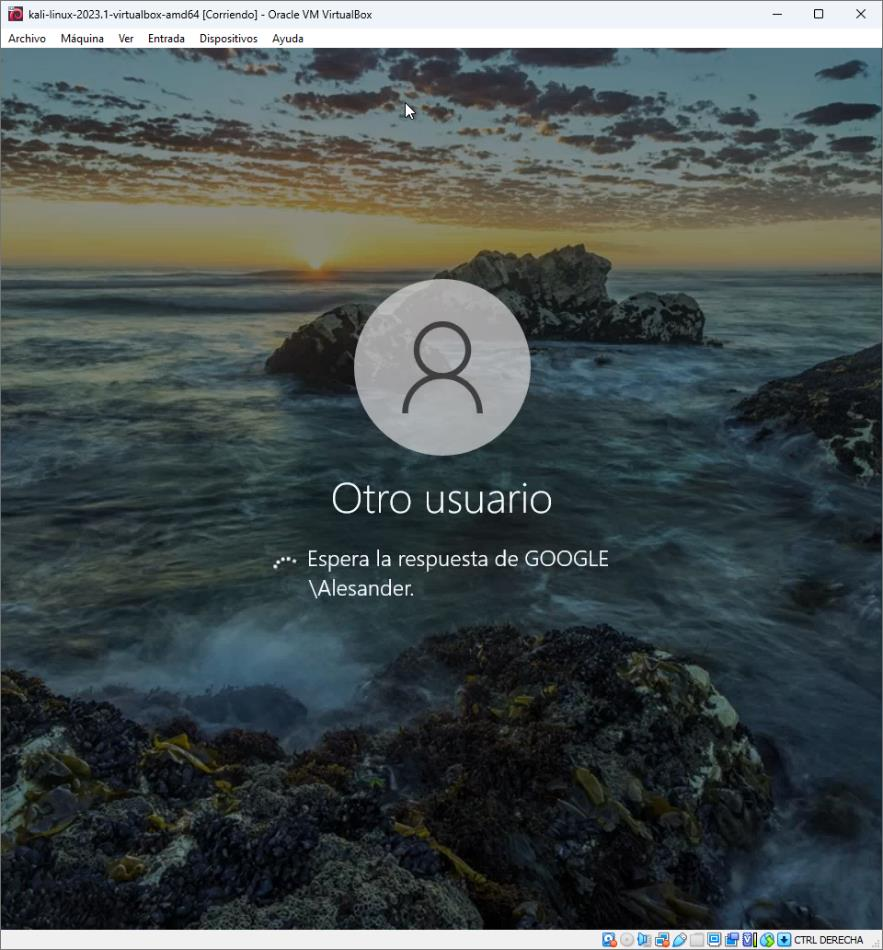 kali-linux-2023.1-virtualbox-amd64 [Corriendo] - Oracle VM VirtualBox
Archivo Máquina Ver Entrada Dispositivos Ayuda
Otro usuario
Espera la respuesta de GOOGLE
\Alesander.
CTRL DERECHA